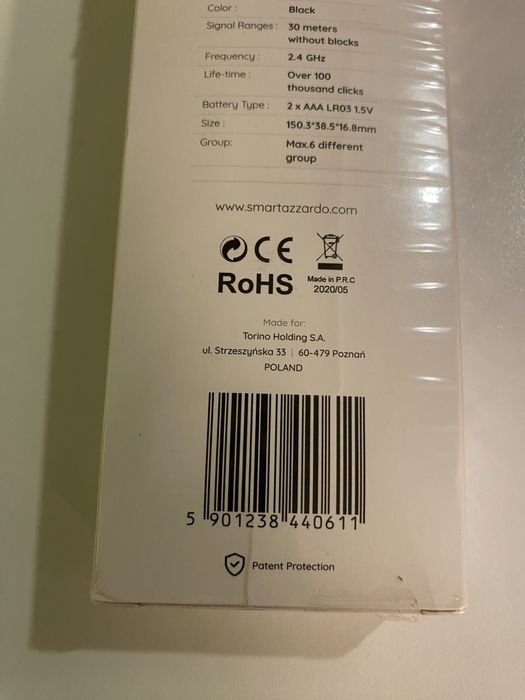 Color : Black
Signal Ranges : 30 meters
without blocks
Frequency : 2.4 GHz
Life-time : Over 100
thousand clicks
Battery Type : 2 x AAA LR03 1.5V
Size : 150.3*38.5*16.8mm
Group: Max.6 different
group
www.smartazzardo.com
CE
RoHS
Made in P.R.C
2020/05
Made for:
Torino Holding S.A.
ul. Strzeszyńska 33 | 60-479 Poznań
POLAND
5 901238 440611
Patent Protection